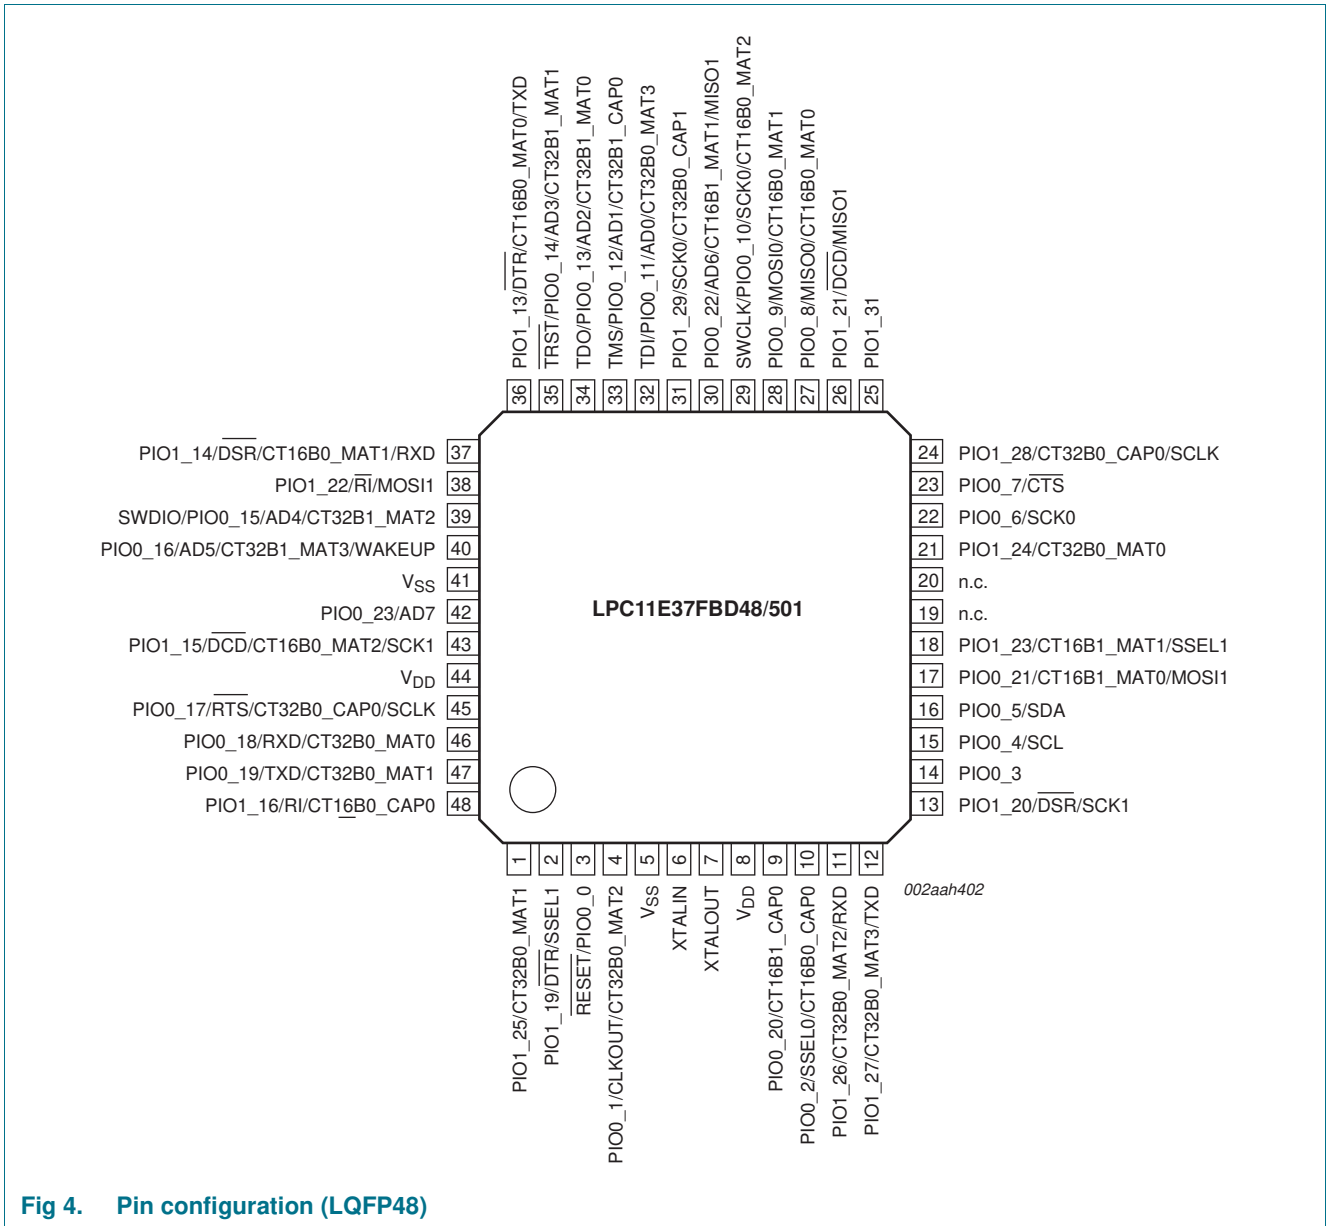 PIO1_13/DTR/CT16B0_MAT0/TXD
TRST/PIO0_14/AD3/CT32B1_MAT1
TDO/PIO0_13/AD2/CT32B1_MAT0
TMS/PIO0_12/AD1/CT32B1_CAP0
TDI/PIO0_11/AD0/CT32B0_MAT3
PIO1_29/SCK0/CT32B0_CAP1
PIO0_22/AD6/CT16B1_MAT1/MISO1
SWCLK/PIO0_10/SCK0/CT16B0_MAT2
PIO0_9/MOSI0/CT16B0_MAT1
PIO0_8/MISO0/CT16B0_MAT0
PIO1_21/DCD/MISO1
PIO1_31
36
35
34
33
32
31
30
29
28
27
26
25
PIO1_14/DSR/CT16B0_MAT1/RXD 37
PIO1_22/RI/MOSI1 38
SWDIO/PIO0_15/AD4/CT32B1_MAT2 39
PIO0_16/AD5/CT32B1_MAT3/WAKEUP 40
VSS 41
PIO0_23/AD7 42
PIO1_15/DCD/CT16B0_MAT2/SCK1 43
VDD 44
PIO0_17/RTS/CT32B0_CAP0/SCLK 45
PIO0_18/RXD/CT32B0_MAT0 46
PIO0_19/TXD/CT32B0_MAT1 47
PIO1_16/RI/CT16B0_CAP0 48
LPC11E37FBD48/501
24 PIO1_28/CT32B0_CAP0/SCLK
23 PIO0_7/CTS
22 PIO0_6/SCK0
21 PIO1_24/CT32B0_MAT0
20 n.c.
19 n.c.
18 PIO1_23/CT16B1_MAT1/SSEL1
17 PIO0_21/CT16B1_MAT0/MOSI1
16 PIO0_5/SDA
15 PIO0_4/SCL
14 PIO0_3
13 PIO1_20/DSR/SCK1
1
2
3
4
5
6
7
8
9
10
11
12
PIO1_25/CT32B0_MAT1
PIO1_19/DTR/SSEL1
RESET/PIO0_0
PIO0_1/CLKOUT/CT32B0_MAT2
VSS
XTALIN
XTALOUT
VDD
PIO0_20/CT16B1_CAP0
PIO0_2/SSEL0/CT16B0_CAP0
PIO1_26/CT32B0_MAT2/RXD
PIO1_27/CT32B0_MAT3/TXD
002aah402
Fig 4. Pin configuration (LQFP48)